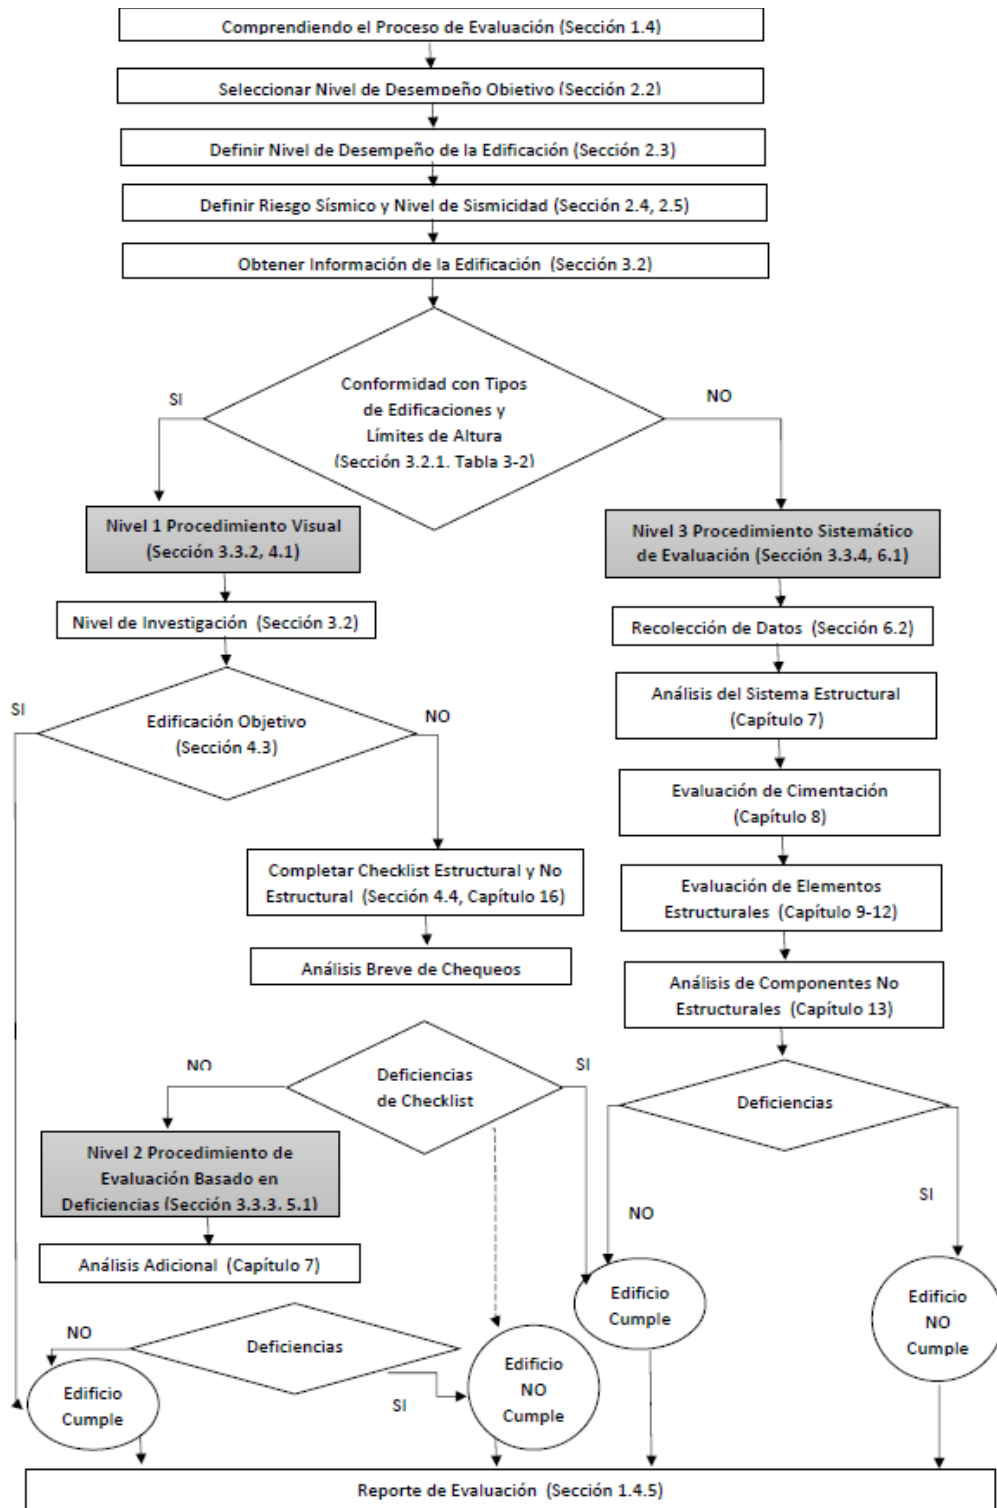 Comprendiendo el Proceso de Evaluación (Sección 1.4)
Seleccionar Nivel de Desempeño Objetivo (Sección 2.2)
Definir Nivel de Desempeño de la Edificación (Sección 2.3)
Definir Riesgo Sísmico y Nivel de Sismicidad (Sección 2.4, 2.5)
Obtener Información de la Edificación (Sección 3.2)
Conformidad con Tipos
de Edificaciones y
Límites de Altura
(Sección 3.2.1. Tabla 3-2)
SI
NO
Nivel 1 Procedimiento Visual
(Sección 3.3.2, 4.1)
Nivel de Investigación (Sección 3.2)
SI
Edificación Objetivo
(Sección 4.3)
NO
Completar Checklist Estructural y No
Estructural (Sección 4.4, Capítulo 16)
Análisis Breve de Chequeos
NO
Deficiencias
de Checklist
SI
Nivel 2 Procedimiento de
Evaluación Basado en
Deficiencias (Sección 3.3.3. 5.1)
Análisis Adicional (Capítulo 7)
NO
Deficiencias
SI
Edificio
Cumple
Edificio
NO
Cumple
Nivel 3 Procedimiento Sistemático
de Evaluación (Sección 3.3.4, 6.1)
Recolección de Datos (Sección 6.2)
Análisis del Sistema Estructural
(Capítulo 7)
Evaluación de Cimentación
(Capítulo 8)
Evaluación de Elementos
Estructurales (Capítulo 9-12)
Análisis de Componentes No
Estructurales (Capítulo 13)
Deficiencias
NO
SI
Edificio
Cumple
Edificio
NO
Cumple
Reporte de Evaluación (Sección 1.4.5)